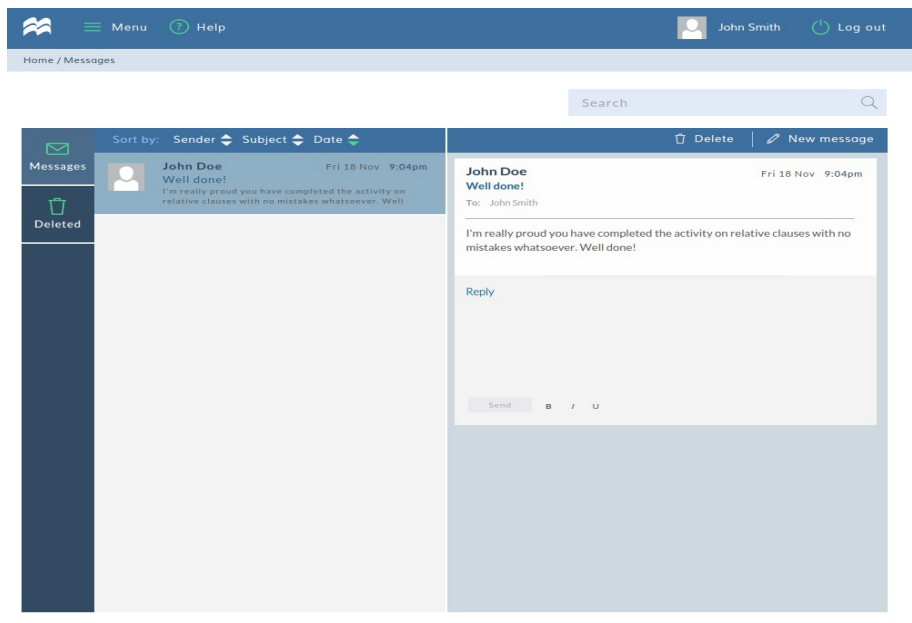 Menu ? Help John Smith Log out
Home / Messages
Search
Sort by: Sender Subject Date Delete New message
Messages
Deleted
John Doe Fri 18 Nov 9:04pm
Well done!
I'm really proud you have completed the activity on
relative clauses with no mistakes whatsoever. Well
John Doe Fri 18 Nov 9:04pm
Well done!
To: John Smith
I'm really proud you have completed the activity on relative clauses with no
mistakes whatsoever. Well done!
Reply
Send B I U